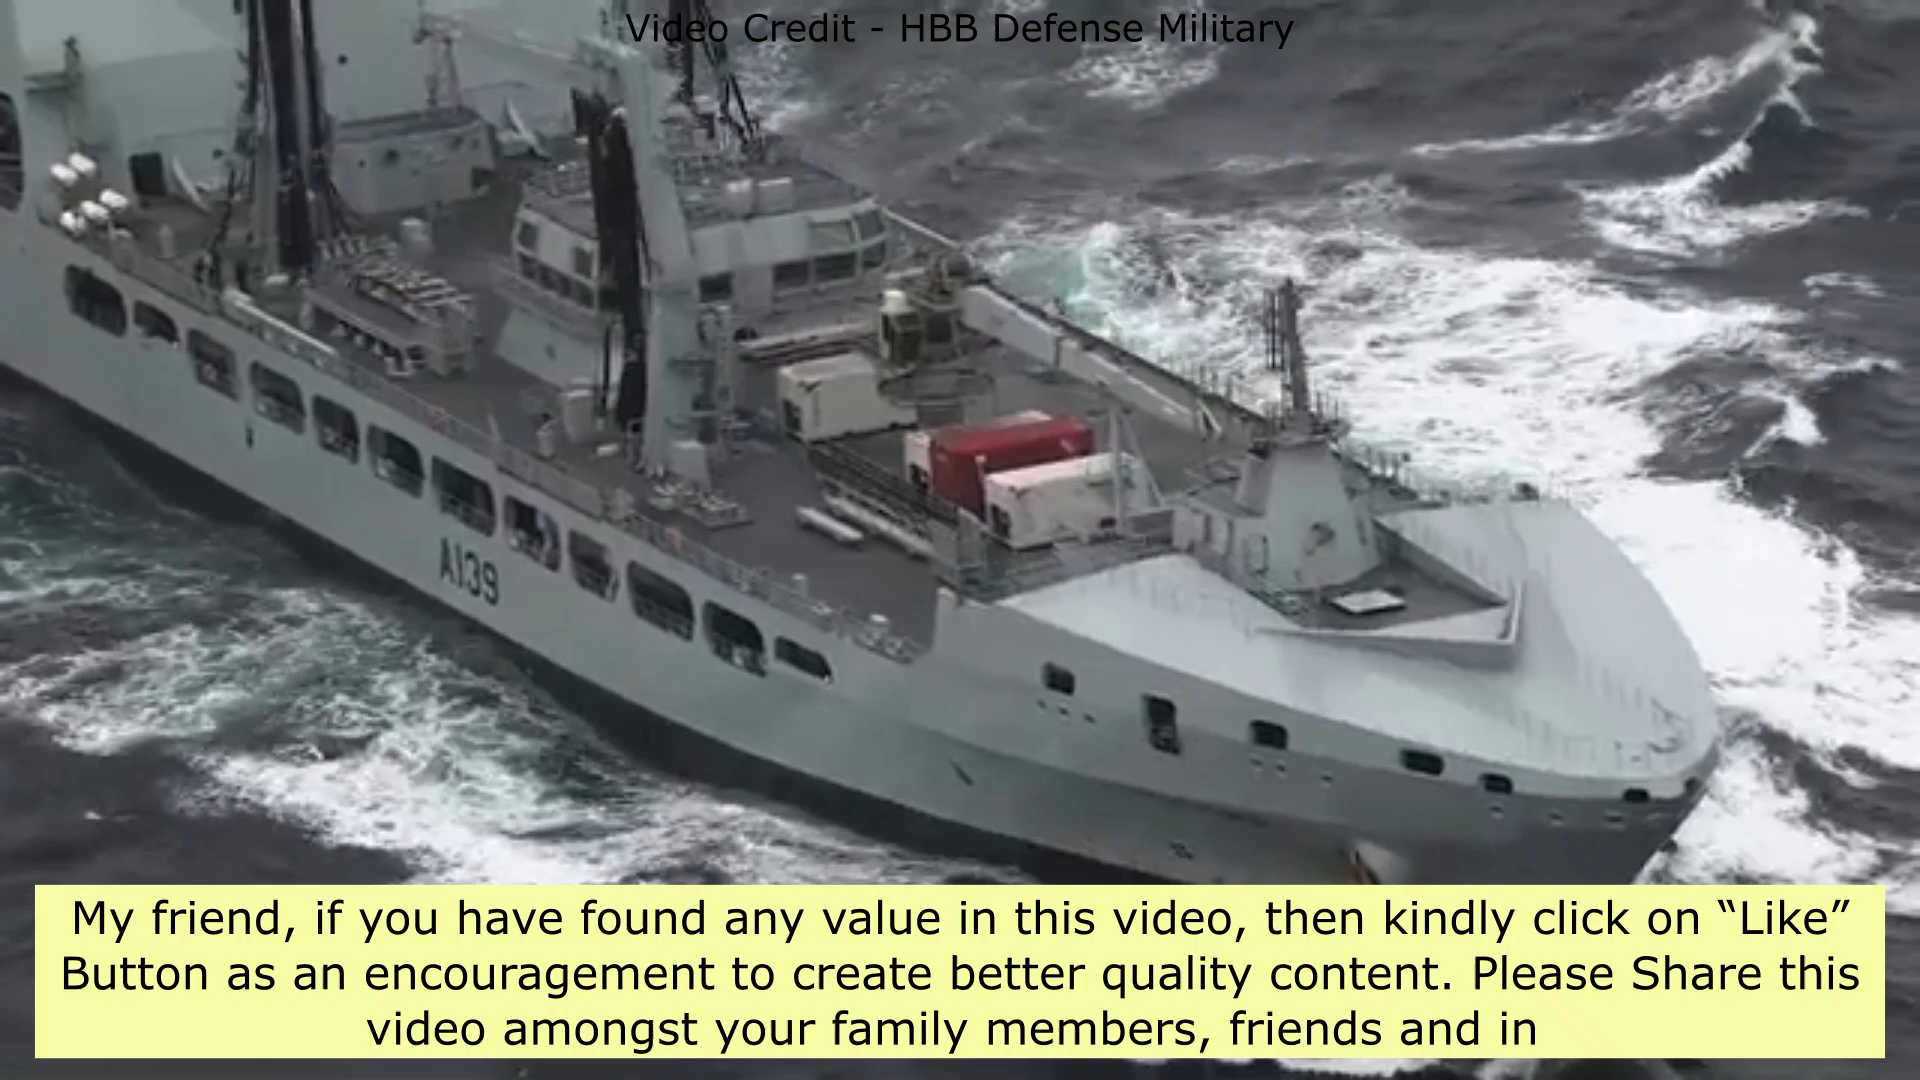 Video Credit - HBB Defense Military
A139
My friend, if you have found any value in this video, then kindly click on “Like”
Button as an encouragement to create better quality content. Please Share this
video amongst your family members, friends and in